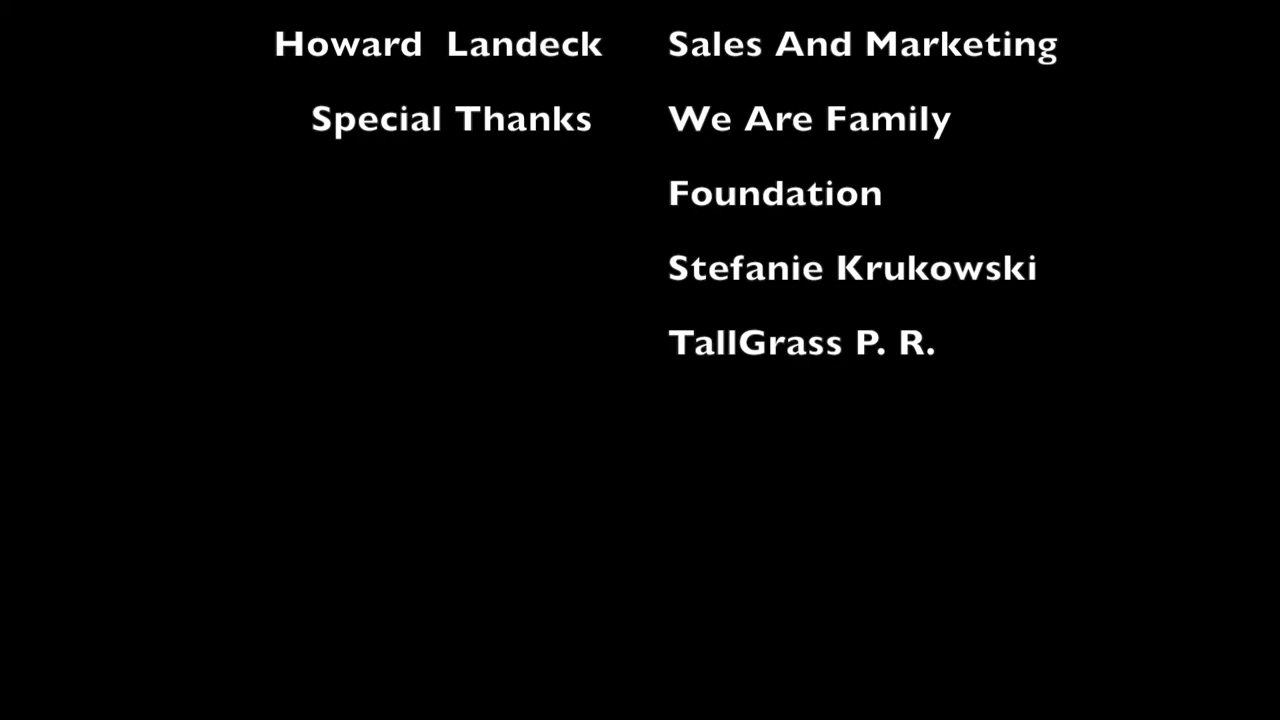 Howard  Landeck Sales And Marketing
Special Thanks We Are Family
Foundation
Stefanie Krukowski
TallGrass P. R.